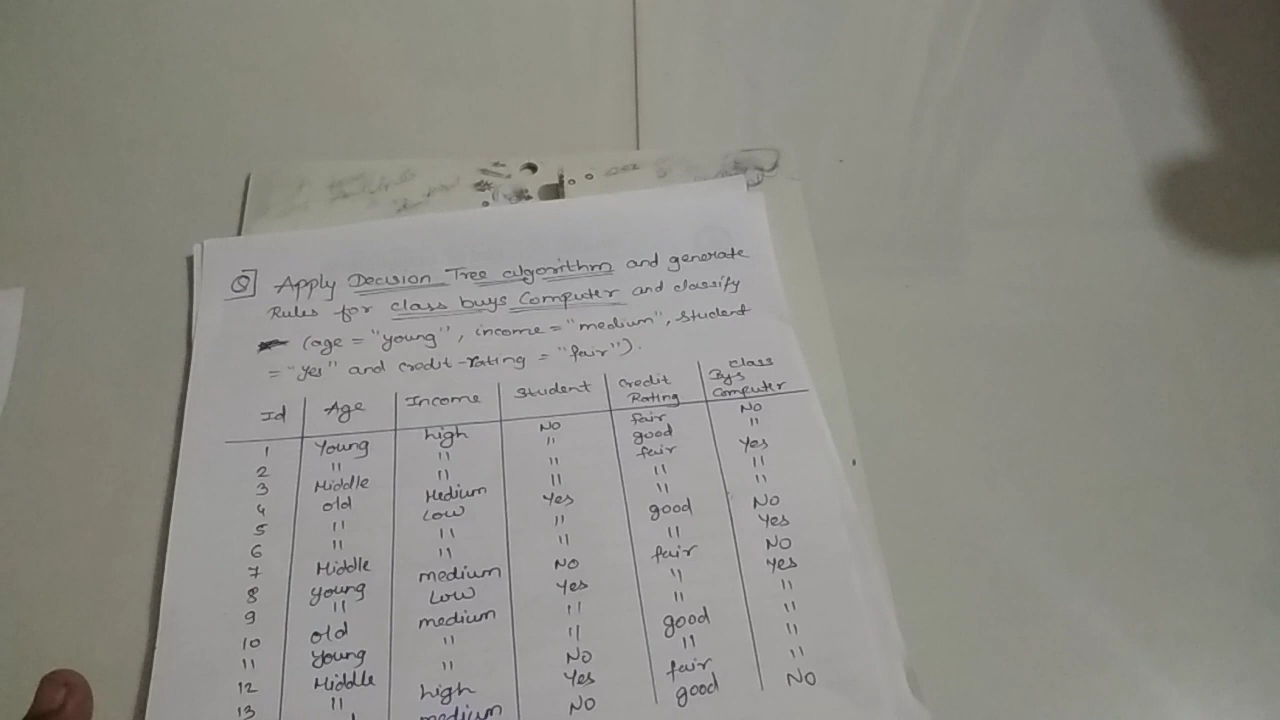 Q] Apply Decision Tree algorithm and generate
Rules for class buys Computer and classify
(age = "young", income = "medium", student
= "yes" and credit-rating = "fair").
Id Age Income Student Credit Rating Class Bys Computer
1 Young high No fair No
2 " " " good "
3 Middle " " fair Yes
4 old Medium " " "
5 " Low Yes " "
6 " " " good No
7 Middle " " " Yes
8 young medium No fair No
9 " Low Yes " Yes
10 old medium " " "
11 Young " " good "
12 Middle " No " "
13 " high Yes fair "
medium No good No